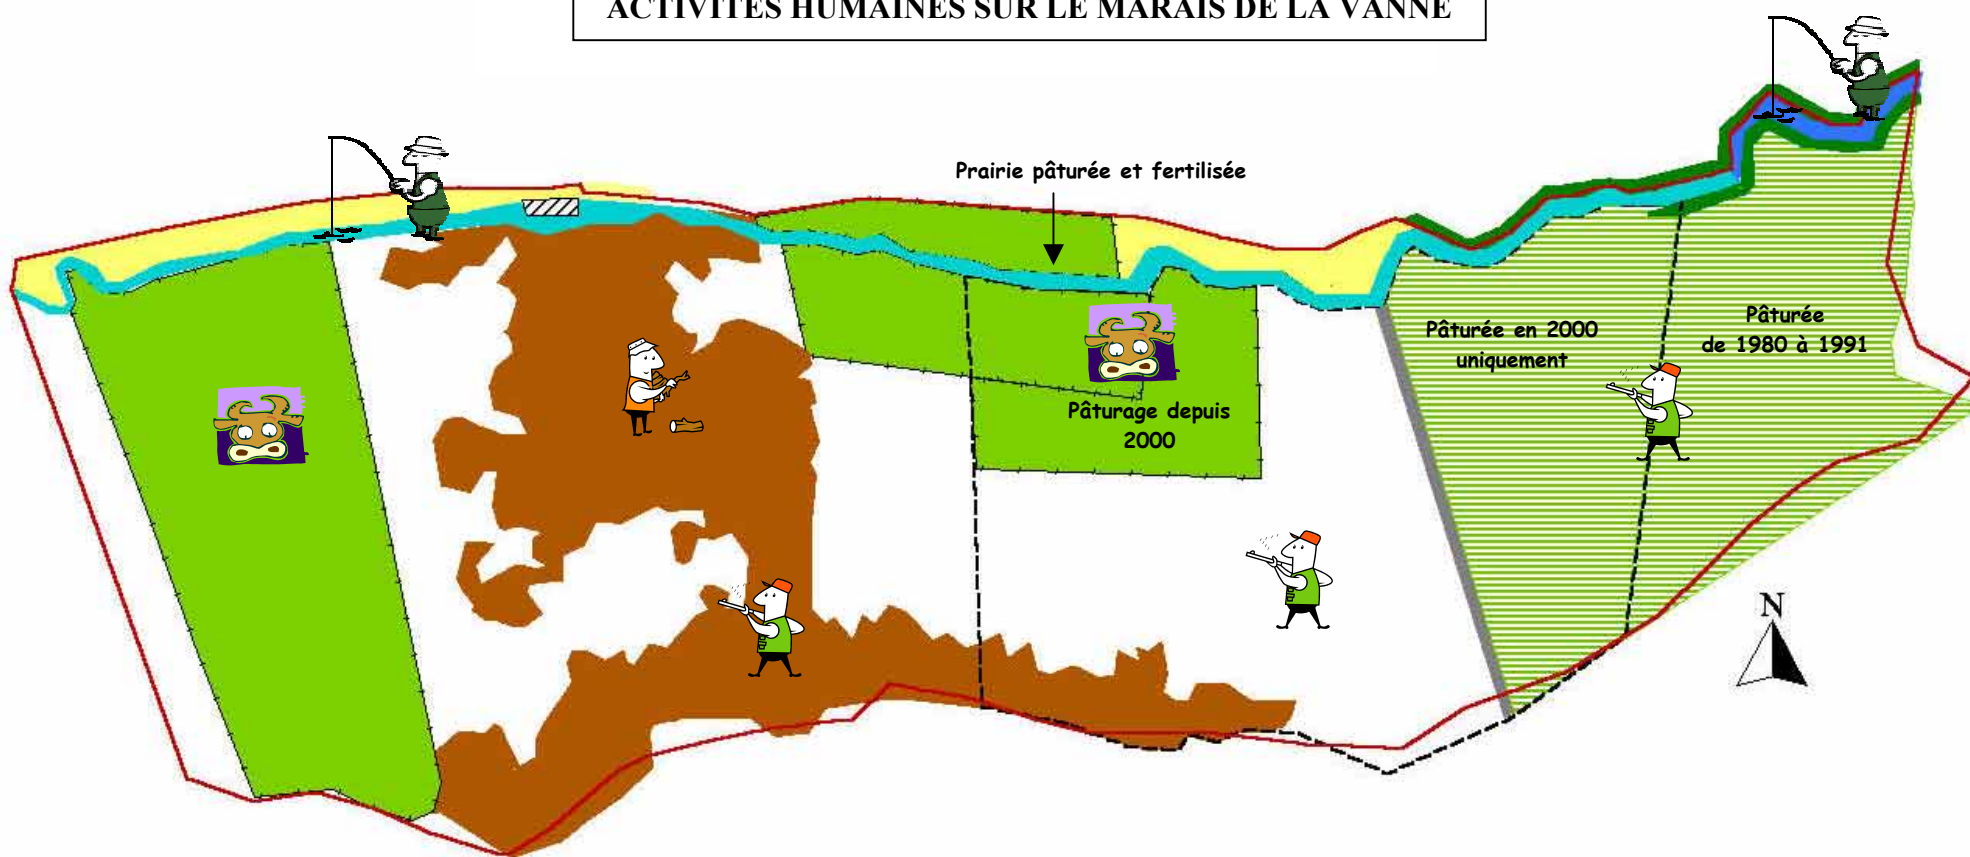 ACTIVITES HUMAINES SUR LE MARAIS DE LA VANNE
Prairie pâturée et fertilisée
Pâturée en 2000
uniquement
Pâturée
de 1980 à 1991
Pâturage depuis
2000
N